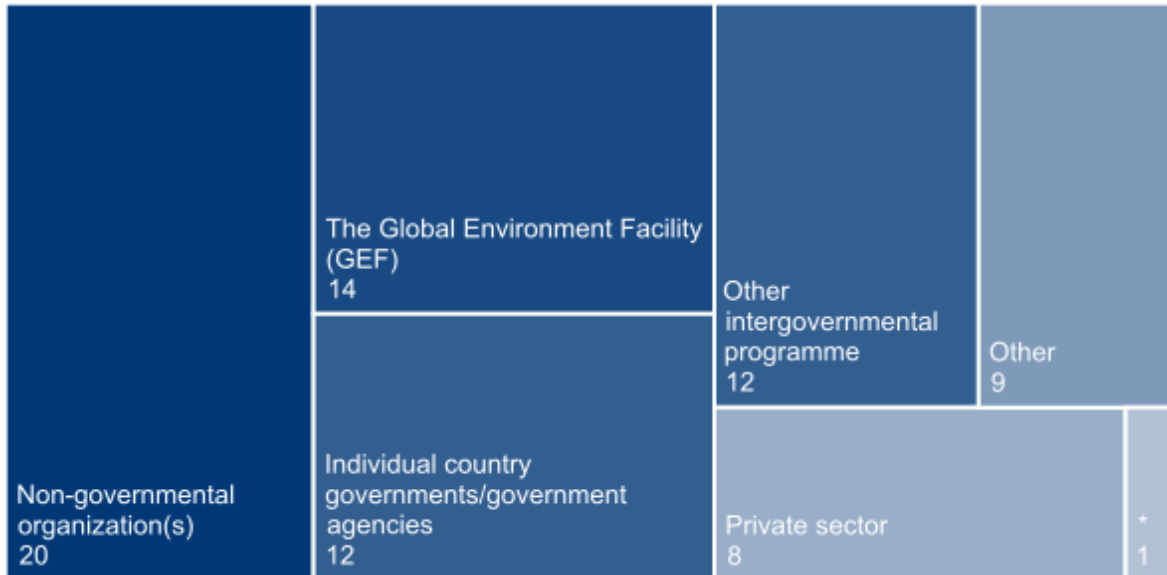 Non-governmental
organization(s)
20
The Global Environment Facility
(GEF)
14
Individual country
governments/government
agencies
12
Other
intergovernmental
programme
12
Other
9
Private sector
8
*
1